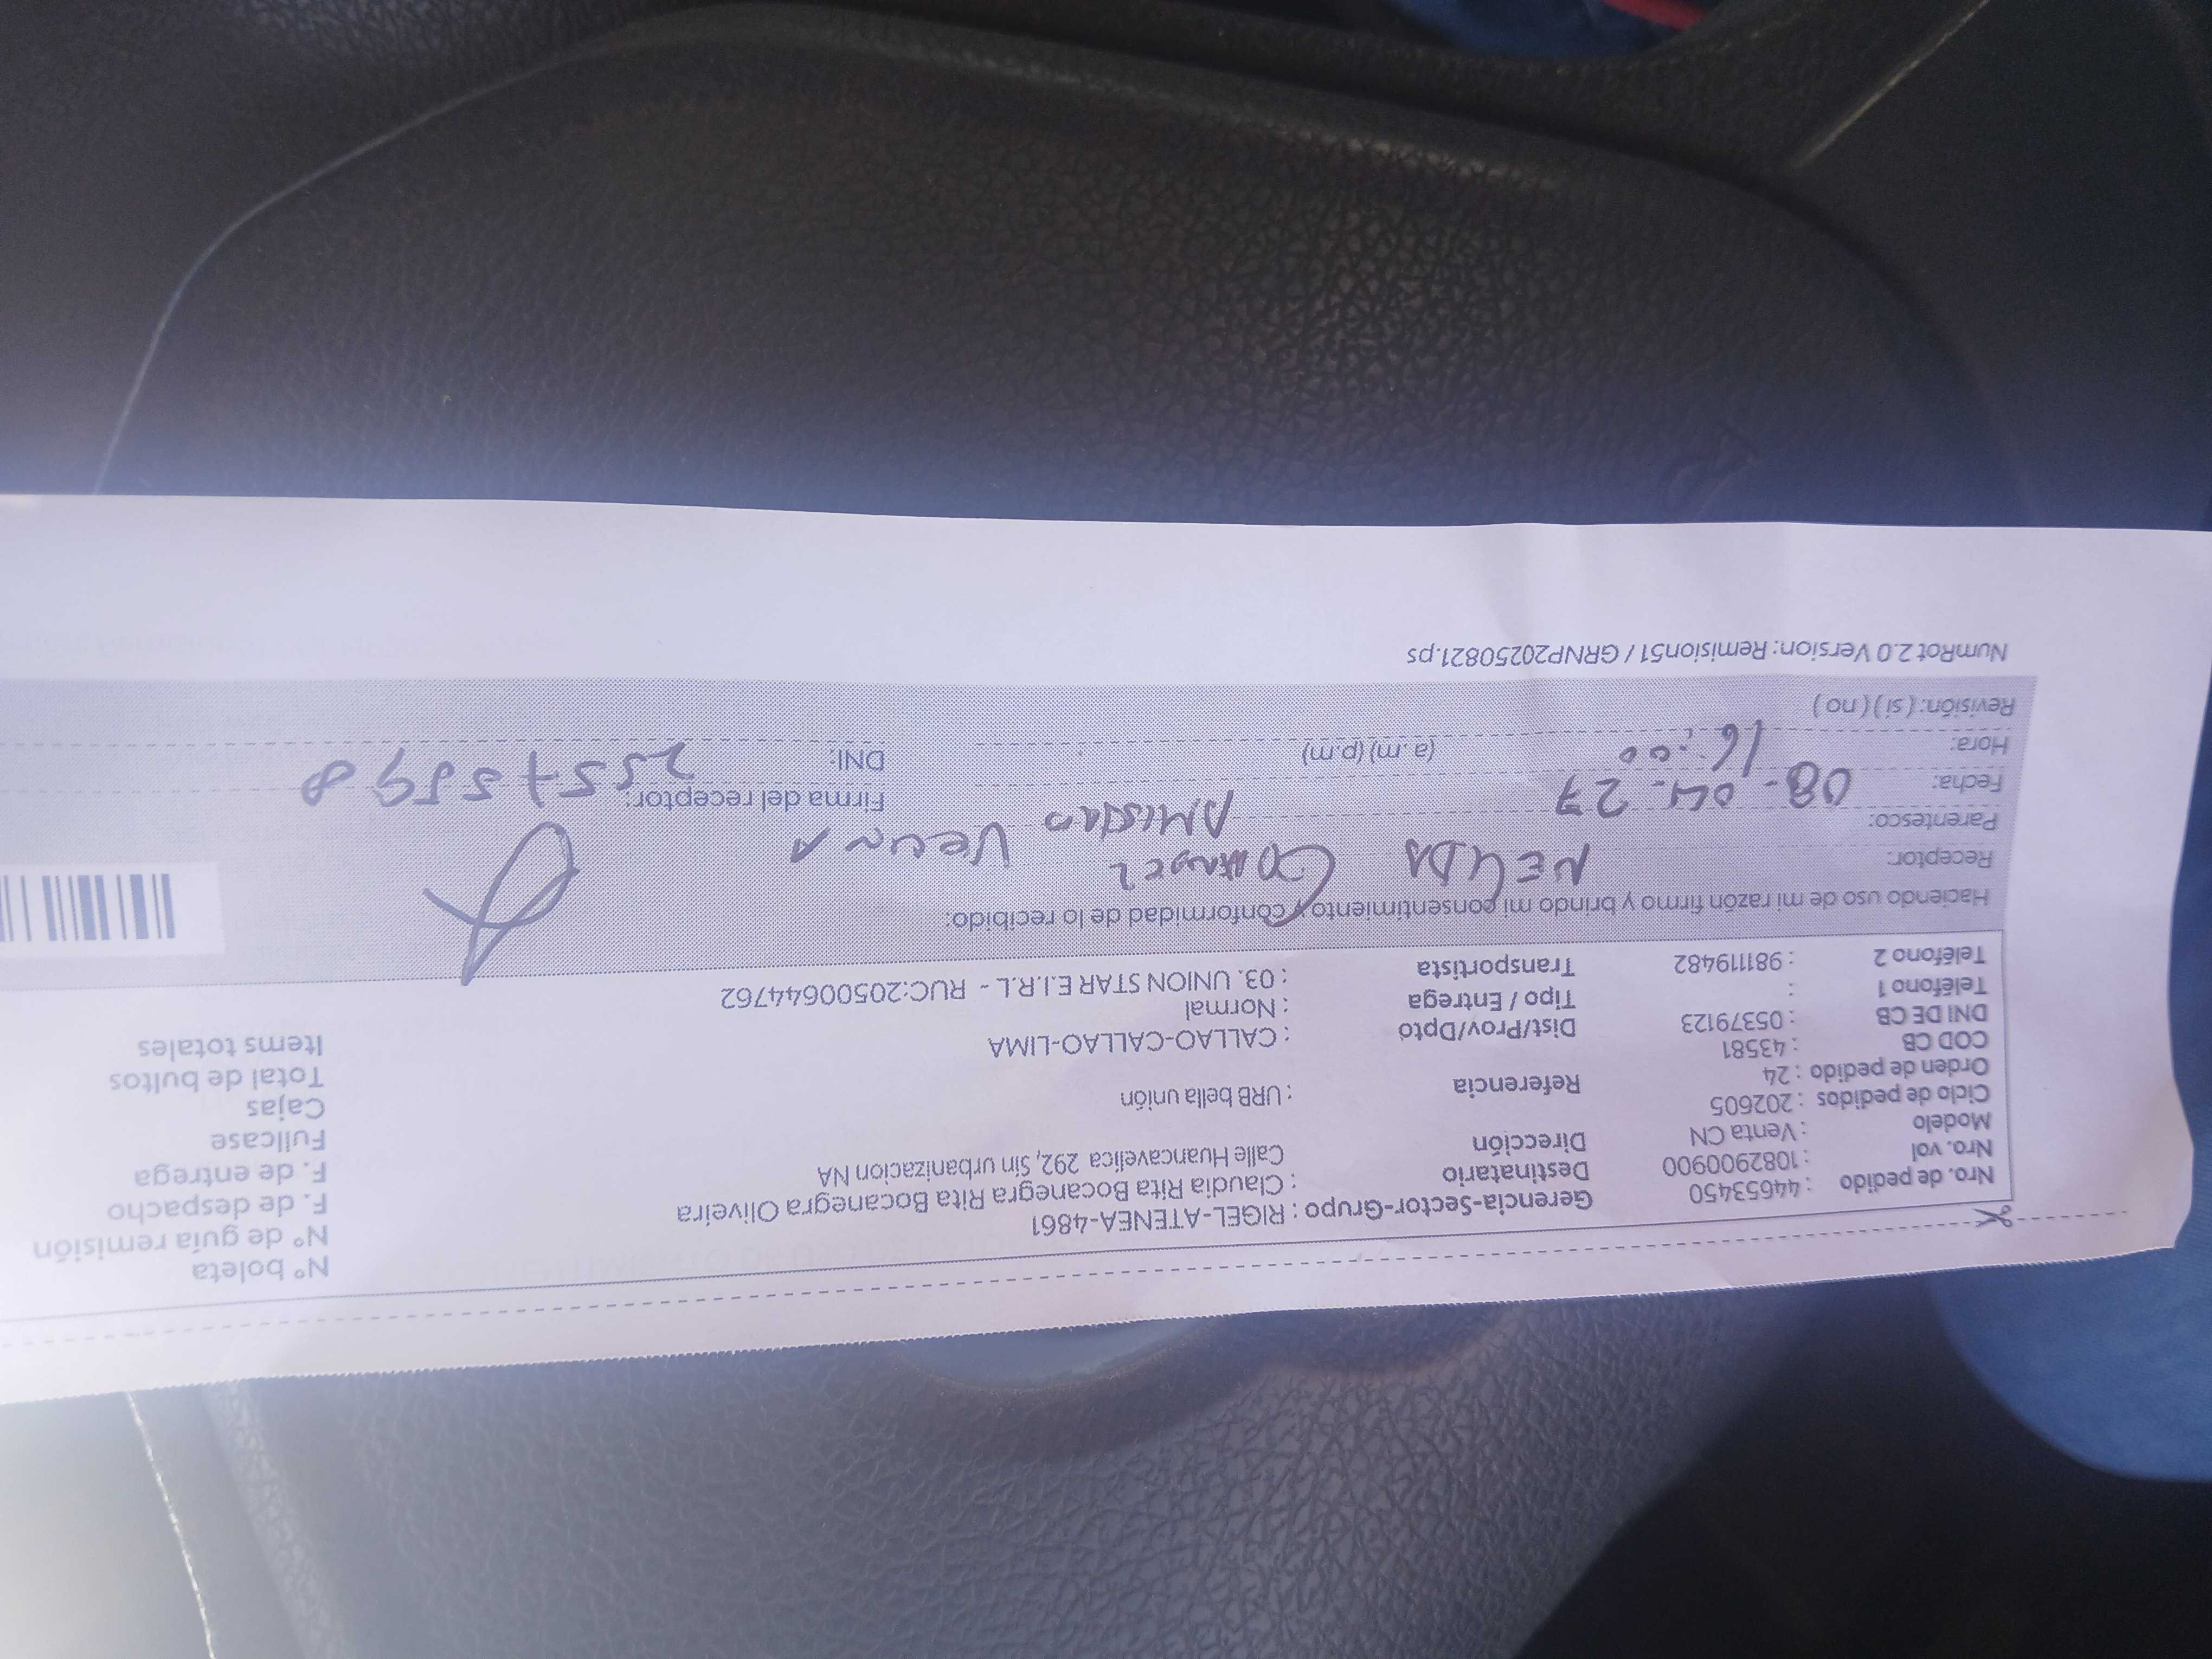 Nº boleta
Gerencia-Sector-Grupo : RIGEL-ATENEA-4861
Nº de guía remisión
Nro. de pedido : 44653450
Destinatario : Claudia Rita Bocanegra Rita Bocanegra Oliveira
F. de despacho
Nro. vol : 1082900900
Dirección Calle Huancavelica 292, Sin urbanizacion NA
F. de entrega
Modelo : Venta CN
Fullcase
Ciclo de pedidos : 202605
Referencia : URB bella unión
Cajas
Orden de pedido : 24
Total de bultos
COD CB : 43581
Dist/Prov/Dpto : CALLAO-CALLAO-LIMA
Items totales
DNI DE CB : 05379123
Tipo / Entrega : Normal
Teléfono 1 :
Transportista : 03. UNION STAR E.I.R.L - RUC:20500644762
Teléfono 2 : 981119482
Haciendo uso de mi razón firmo y brindo mi consentimiento y conformidad de lo recibido:
Receptor: NELIDA
Parentesco: AMISTAD VECINA
Fecha: 08-04-27
Firma del receptor:
Hora: 16:00 (a.m) (p.m)
DNI: 25575598
Revisión: ( si ) ( no )
NumRot 2.0 Version: Remision51 / GRNP20250821.ps